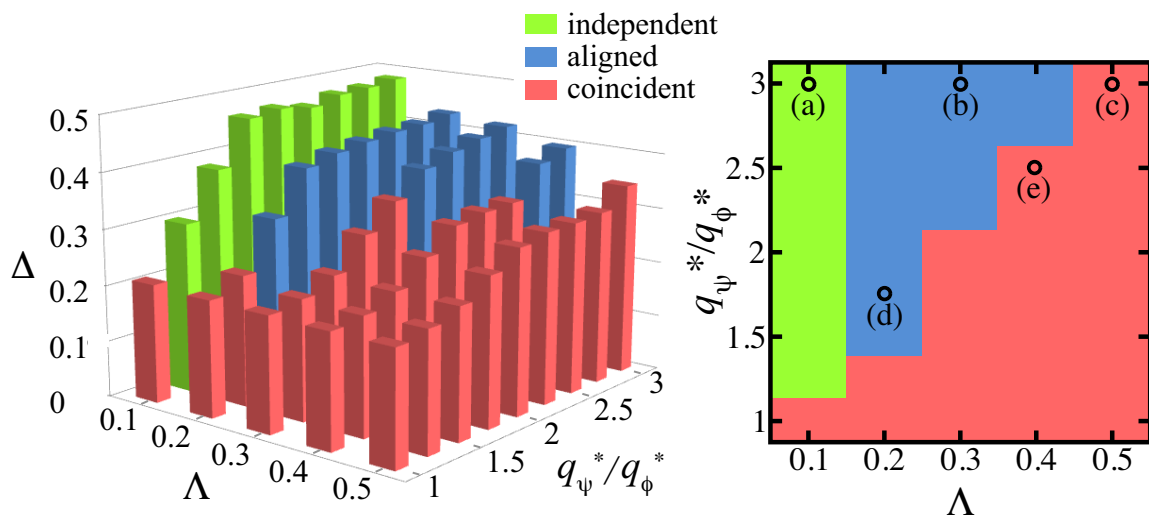 independent
aligned
coincident
0.5
0.4
0.3
0.2
0.1
0
Δ
0.1
0.2
0.3
0.4
0.5
Λ
1
1.5
2
2.5
3
q_ψ*/q_ϕ*
3
2.5
2
1.5
1
q_ψ*/q_ϕ*
(a)
(b)
(c)
(e)
(d)
0.1 0.2 0.3 0.4 0.5
Λ